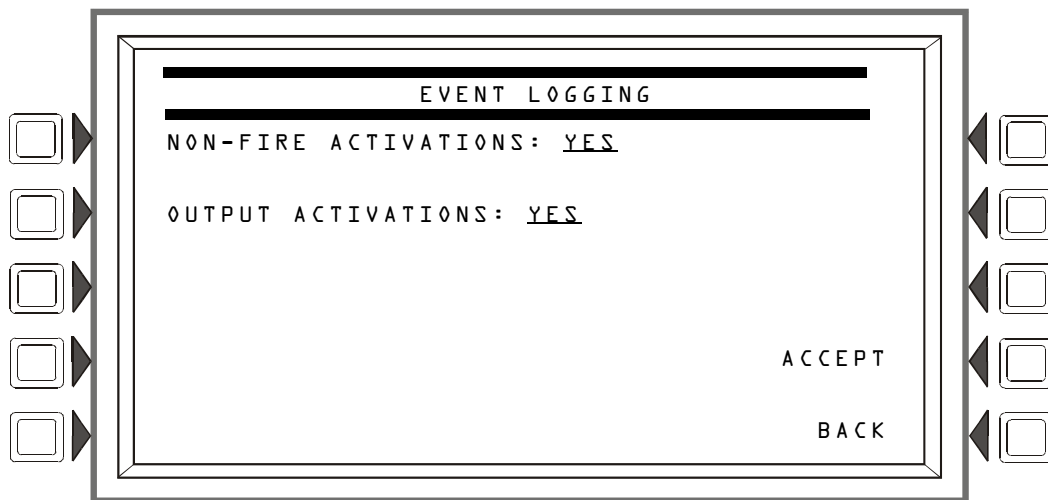 EVENT LOGGING
NON-FIRE ACTIVATIONS: YES
OUTPUT ACTIVATIONS: YES
ACCEPT
BACK